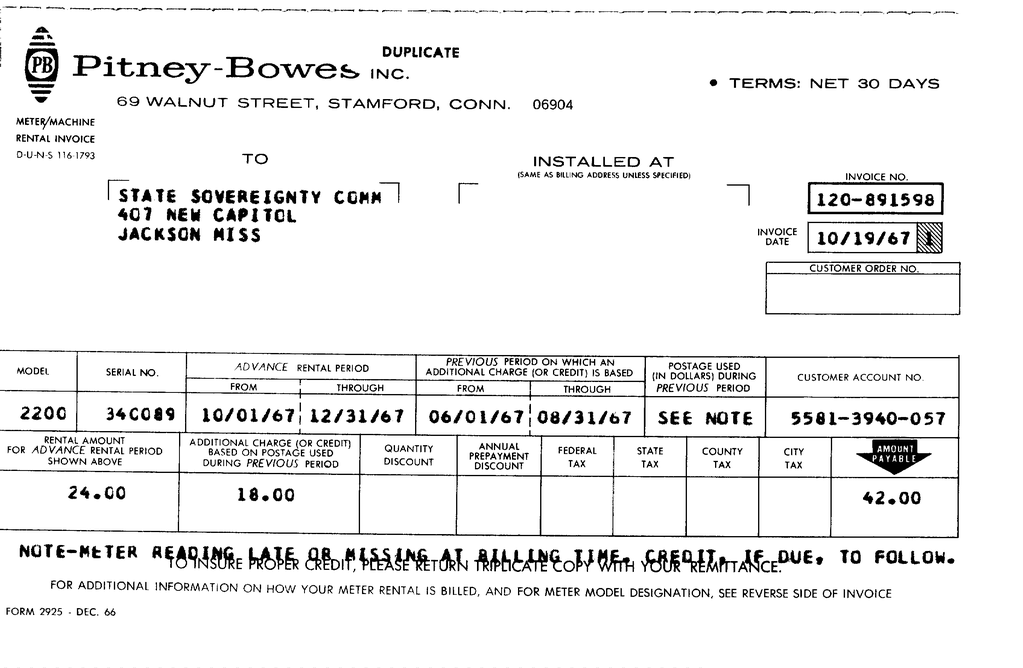 DUPLICATE
PB
Pitney-Bowes INC.
69 WALNUT STREET, STAMFORD, CONN. 06904
• TERMS: NET 30 DAYS
METER/MACHINE
RENTAL INVOICE
D-U-N-S 116-1793
TO
STATE SOVEREIGNTY COMM
407 NEW CAPITOL
JACKSON MISS
INSTALLED AT
(SAME AS BILLING ADDRESS UNLESS SPECIFIED)
INVOICE NO.
120-891598
INVOICE DATE 10/19/67 1
CUSTOMER ORDER NO.
MODEL SERIAL NO. ADVANCE RENTAL PERIOD PREVIOUS PERIOD ON WHICH AN ADDITIONAL CHARGE (OR CREDIT) IS BASED POSTAGE USED (IN DOLLARS) DURING PREVIOUS PERIOD CUSTOMER ACCOUNT NO.
FROM THROUGH FROM THROUGH
2200 340089 10/01/67 12/31/67 06/01/67 08/31/67 SEE NOTE 5581-3940-057
RENTAL AMOUNT FOR ADVANCE RENTAL PERIOD SHOWN ABOVE ADDITIONAL CHARGE (OR CREDIT) BASED ON POSTAGE USED DURING PREVIOUS PERIOD QUANTITY DISCOUNT ANNUAL PREPAYMENT DISCOUNT FEDERAL TAX STATE TAX COUNTY TAX CITY TAX AMOUNT PAYABLE
24.00 18.00 42.00
NOTE-METER READING LATE OR MISSING AT BILLING TIME. CREDIT, IF DUE, TO FOLLOW.
TO INSURE PROPER CREDIT, PLEASE RETURN TRIPLICATE COPY WITH YOUR REMITTANCE.
FOR ADDITIONAL INFORMATION ON HOW YOUR METER RENTAL IS BILLED, AND FOR METER MODEL DESIGNATION, SEE REVERSE SIDE OF INVOICE
FORM 2925 - DEC. 66